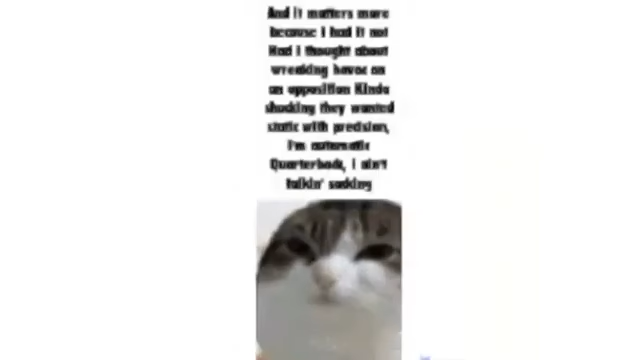 And it matters more
because I had it not
Had I thought about
wreaking havoc on
an opposition Kinda
shocking they wanted
static with precision,
I'm automatic
Quarterback, I ain't
talkin' sacking